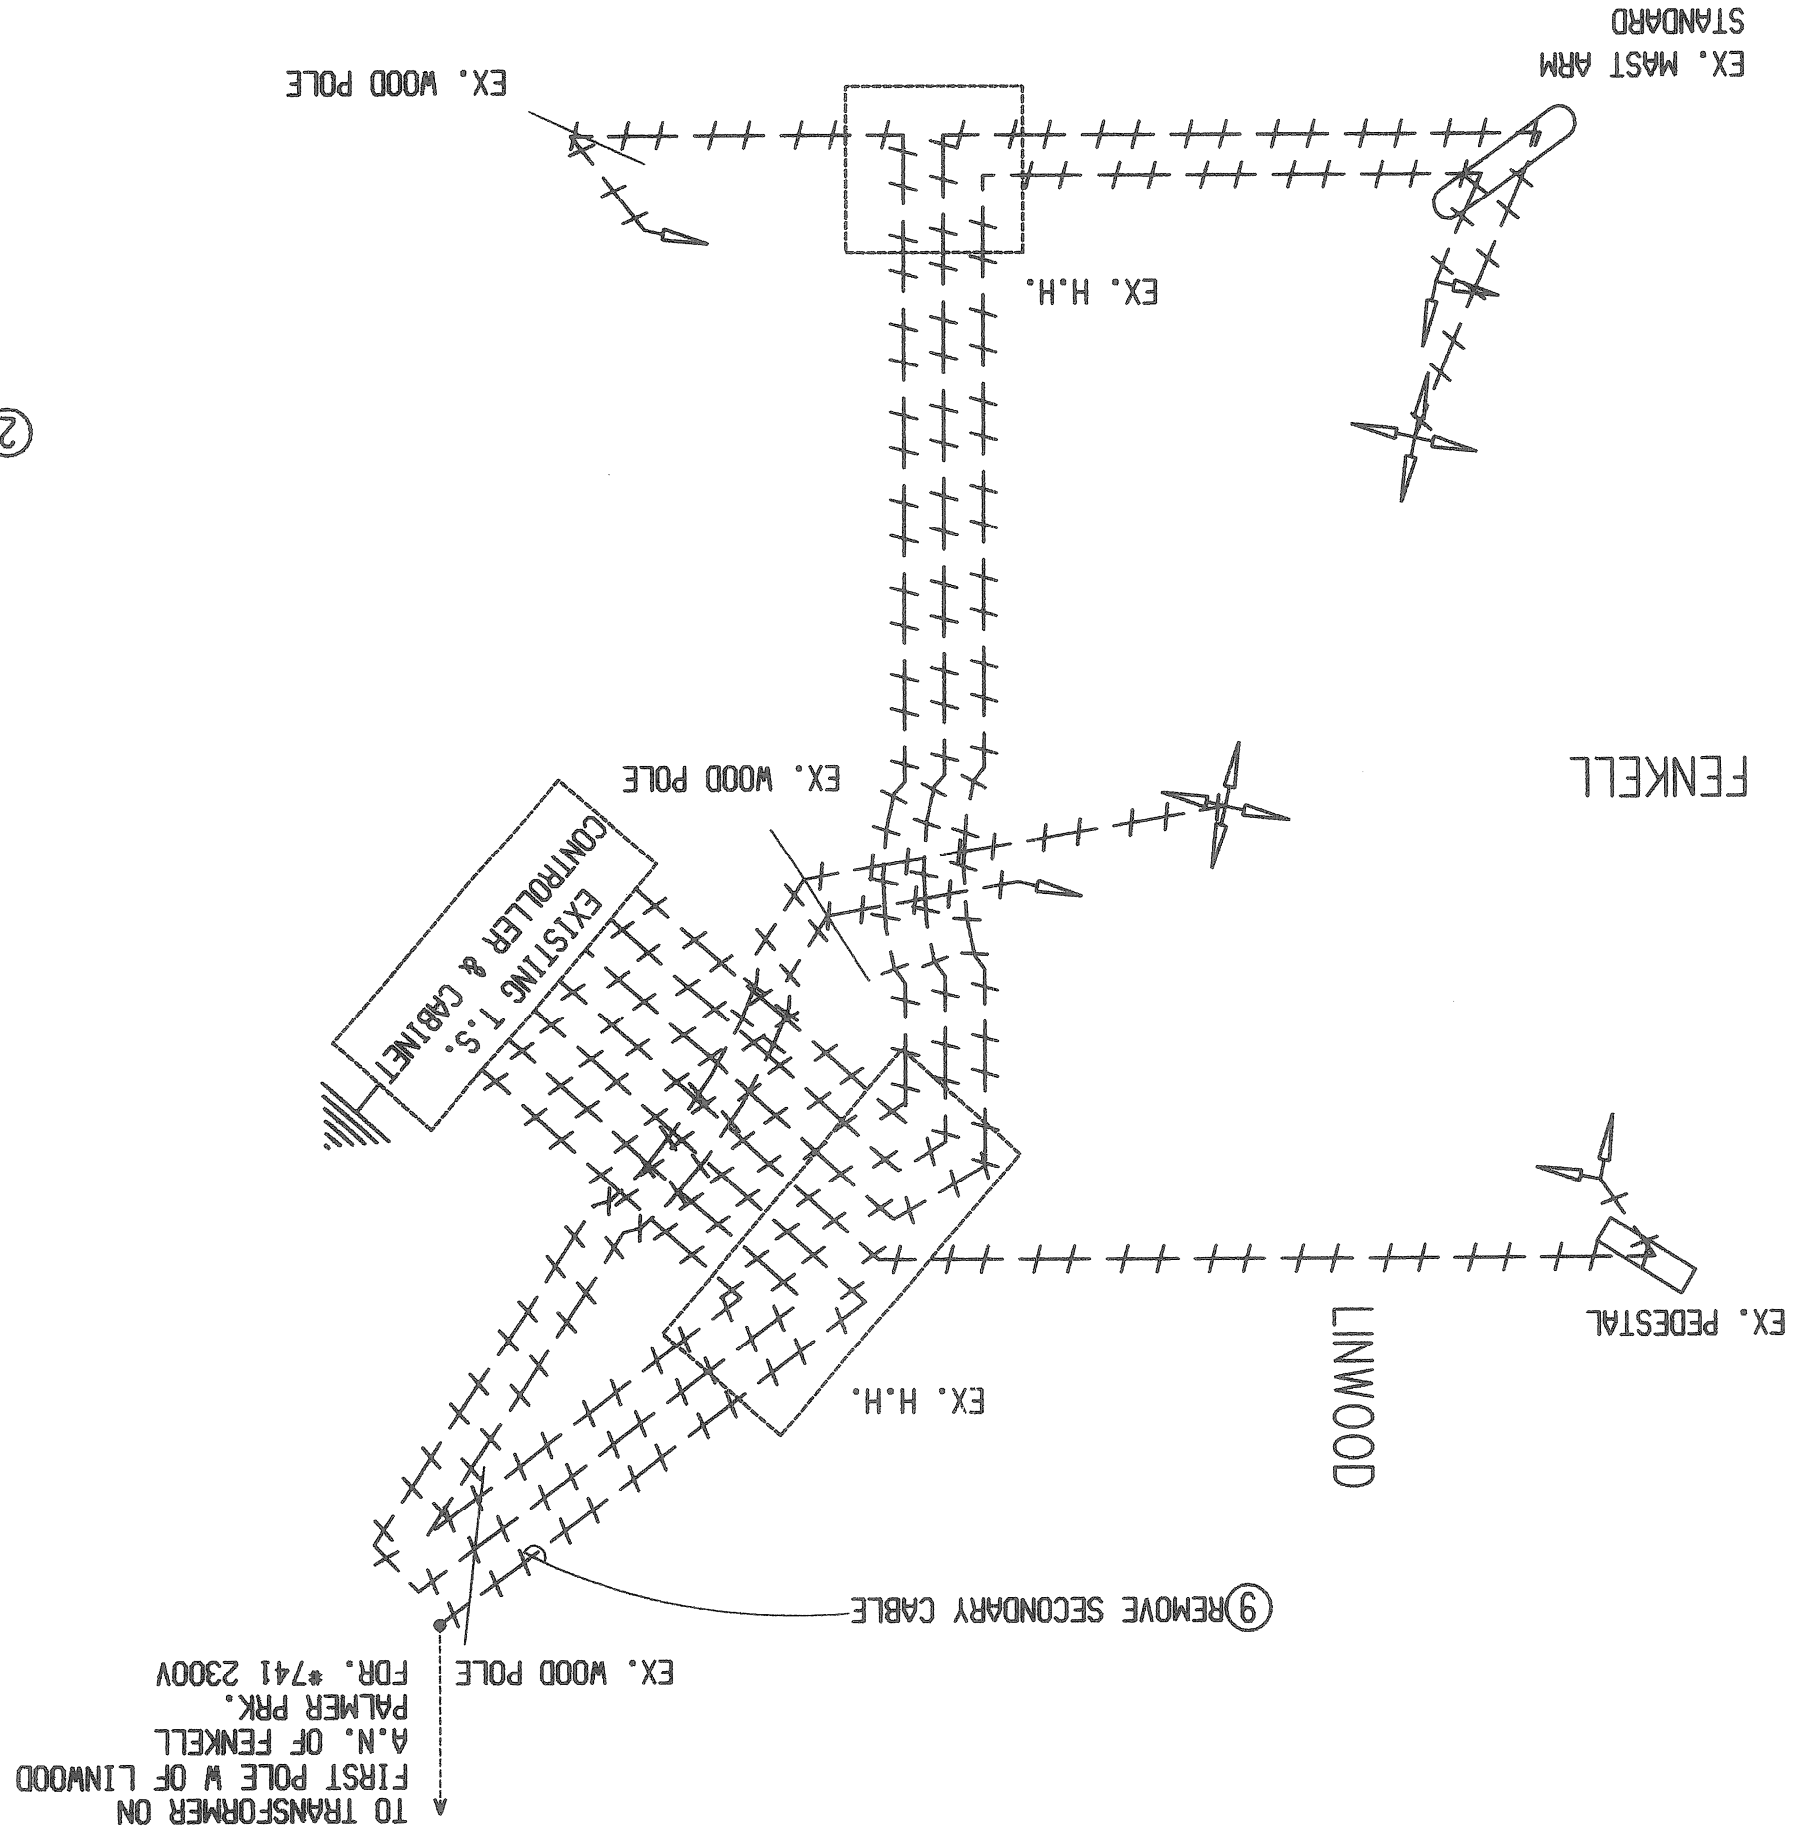 TO TRANSFORMER ON
FIRST POLE W OF LINWOOD
A.N. OF FENKELL
PALMER PRK.
FDR. #741 2300V
EX. WOOD POLE
9 REMOVE SECONDARY CABLE
EX. H.H.
LINWOOD
EX. PEDESTAL
EXISTING T.S.
CONTROLLER & CABINET
EX. WOOD POLE
FENKELL
2
EX. H.H.
EX. WOOD POLE
EX. MAST ARM
STANDARD